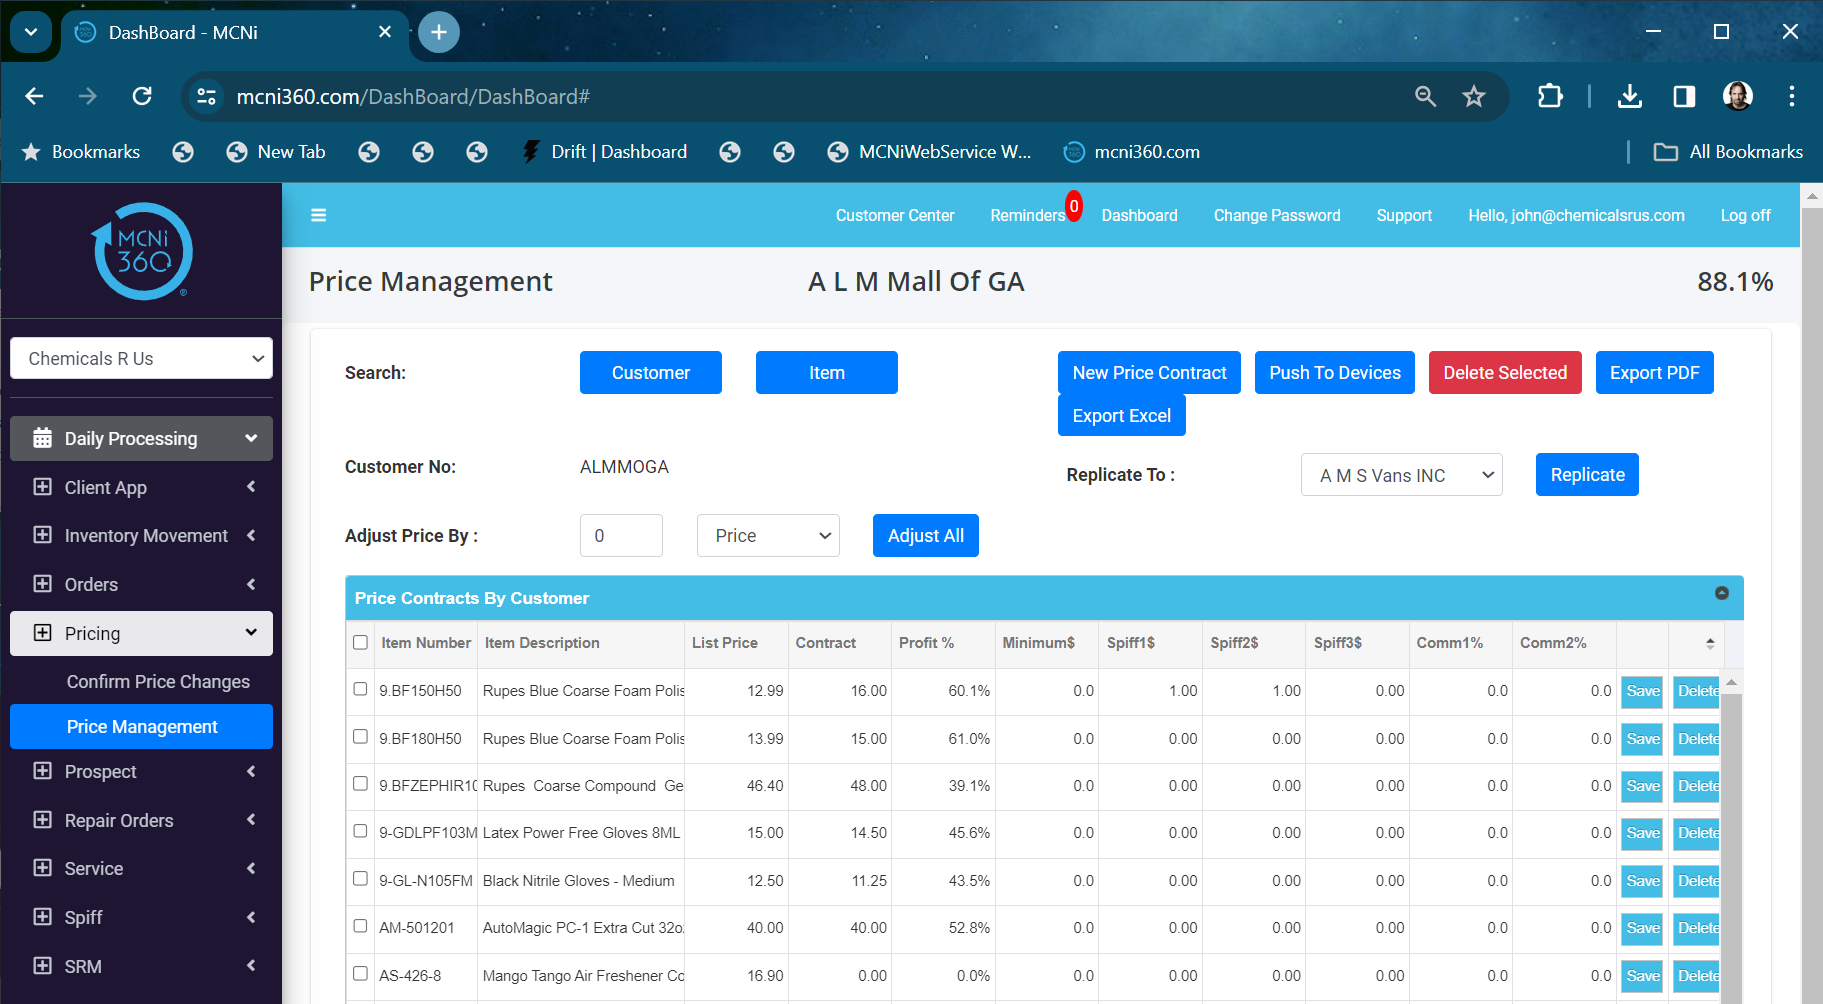 DashBoard - MCNi
mcni360.com/DashBoard/DashBoard#
Bookmarks
New Tab
Drift | Dashboard
MCNiWebService W...
mcni360.com
All Bookmarks
MCNi
360
®
Customer Center
Reminders
0
Dashboard
Change Password
Support
Hello, john@chemicalsrus.com
Log off
Price Management
A L M Mall Of GA
88.1%
Chemicals R Us
Daily Processing
Client App
Inventory Movement
Orders
Pricing
Confirm Price Changes
Price Management
Prospect
Repair Orders
Service
Spiff
SRM
Search:
Customer
Item
New Price Contract
Push To Devices
Delete Selected
Export PDF
Export Excel
Customer No:
ALMMOGA
Replicate To :
A M S Vans INC
Replicate
Adjust Price By :
0
Price
Adjust All
Price Contracts By Customer
Item Number Item Description List Price Contract Profit % Minimum$ Spiff1$ Spiff2$ Spiff3$ Comm1% Comm2%
9.BF150H50 Rupes Blue Coarse Foam Polis 12.99 16.00 60.1% 0.0 1.00 1.00 0.00 0.0 0.0 Save Delete
9.BF180H50 Rupes Blue Coarse Foam Polis 13.99 15.00 61.0% 0.0 0.00 0.00 0.00 0.0 0.0 Save Delete
9.BFZEPHIR10 Rupes Coarse Compound Ge 46.40 48.00 39.1% 0.0 0.00 0.00 0.00 0.0 0.0 Save Delete
9-GDLPF103M Latex Power Free Gloves 8ML 15.00 14.50 45.6% 0.0 0.00 0.00 0.00 0.0 0.0 Save Delete
9-GL-N105FM Black Nitrile Gloves - Medium 12.50 11.25 43.5% 0.0 0.00 0.00 0.00 0.0 0.0 Save Delete
AM-501201 AutoMagic PC-1 Extra Cut 32oz 40.00 40.00 52.8% 0.0 0.00 0.00 0.00 0.0 0.0 Save Delete
AS-426-8 Mango Tango Air Freshener Co 16.90 0.00 0.0% 0.0 0.00 0.00 0.00 0.0 0.0 Save Delete